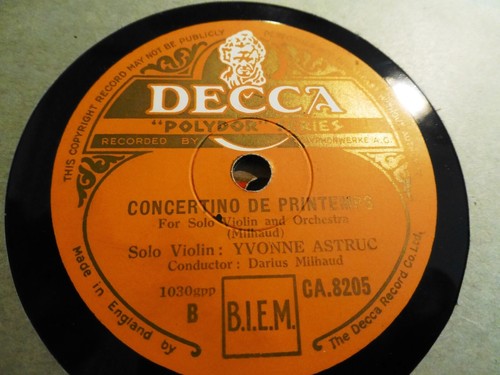 THIS COPYRIGHT RECORD MAY NOT BE PUBLICLY
DECCA
"POLYDOR" SERIES
RECORDED BY
A.G.
CONCERTINO DE PRINTEMPS
For Solo Violin and Orchestra
(Milhaud)
Solo Violin: YVONNE ASTRUC
Conductor: Darius Milhaud
1030gpp
CA.8205
B
B.I.E.M.
Made in England by
The Decca Record Co. Ltd.